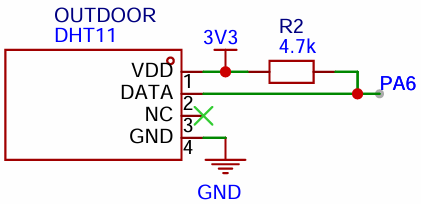 OUTDOOR
DHT11
VDD 1
DATA 2
NC 3
GND 4
3V3
R2
4.7k
PA6
GND